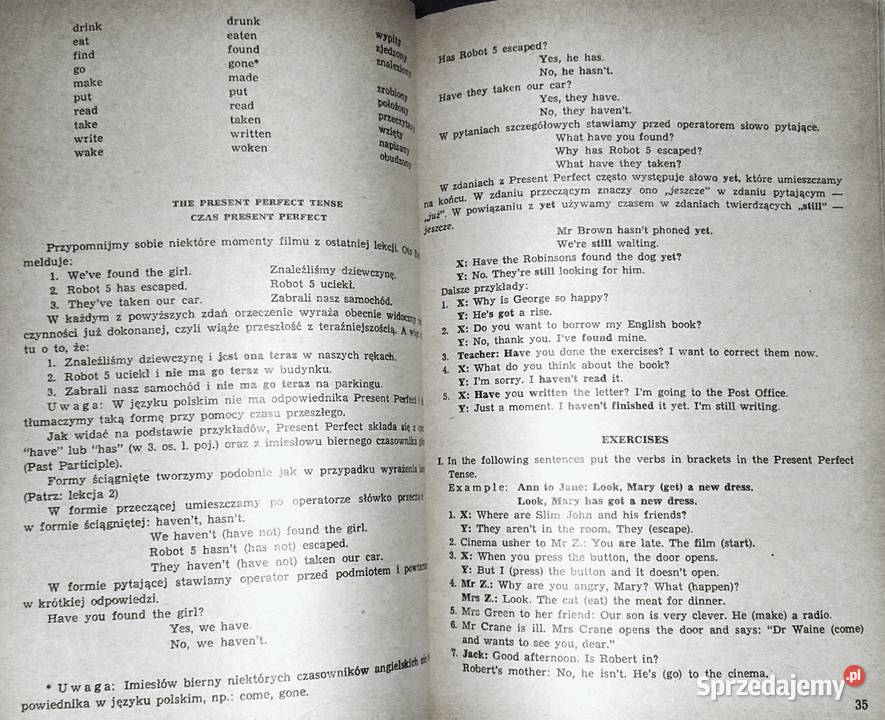 drink drunk wypity
eat eaten zjedzony
find found znaleziony
go gone*
make made zrobiony
put put położony
read read przeczytany
take taken wzięty
write written napisany
wake woken obudzony
THE PRESENT PERFECT TENSE
CZAS PRESENT PERFECT
Przypomnijmy sobie niektóre momenty filmu z ostatniej lekcji. Oto
melduje:
1. We've found the girl. Znaleźliśmy dziewczynę.
2. Robot 5 has escaped. Robot 5 uciekł.
3. They've taken our car. Zabrali nasz samochód.
W każdym z powyższych zdań orzeczenie wyraża obecnie widoczny
czynności już dokonanej, czyli wiąże przeszłość z teraźniejszością. A więc
tu o to, że:
1. Znaleźliśmy dziewczynę i jest ona teraz w naszych rękach.
2. Robot 5 uciekł i nie ma go teraz w budynku.
3. Zabrali nasz samochód i nie ma go teraz na parkingu.
Uwaga: W języku polskim nie ma odpowiednika Present Perfect i
tłumaczymy taką formę przy pomocy czasu przeszłego.
Jak widać na podstawie przykładów, Present Perfect składa się z
"have" lub "has" (w 3. os. l. poj.) oraz z imiesłowu biernego czasownika
(Past Participle).
Formy ściągnięte tworzymy podobnie jak w przypadku wyrażenia
(Patrz: lekcja 2)
W formie przeczącej umieszczamy po operatorze słówko
w formie ściągniętej: haven't, hasn't.
We haven't (have not) found the girl.
Robot 5 hasn't (has not) escaped.
They haven't (have not) taken our car.
W formie pytającej stawiamy operator przed podmiotem i
w krótkiej odpowiedzi.
Have you found the girl?
Yes, we have
No, we haven't.
* Uwaga: Imiesłów bierny niektórych czasowników angielskich
powiednika w języku polskim, np.: come, gone.
Has Robot 5 escaped?
Yes, he has.
No, he hasn't.
Have they taken our car?
Yes, they have.
No, they haven't.
W pytaniach szczegółowych stawiamy przed operatorem słowo pytające.
What have you found?
Why has Robot 5 escaped?
What have they taken?
W zdaniach z Present Perfect często występuje słowo yet, które umieszczamy
na końcu. W zdaniu przeczącym znaczy ono „jeszcze" w zdaniu pytającym —
„już". W powiązaniu z yet używamy czasem w zdaniach twierdzących „still" —
jeszcze.
Mr Brown hasn't phoned yet.
We're still waiting.
X: Have the Robinsons found the dog yet?
Y: No. They're still looking for him.
Dalsze przykłady:
1. X: Why is George so happy?
Y: He's got a rise.
2. X: Do you want to borrow my English book?
Y: No, thank you. I've found mine.
3. Teacher: Have you done the exercises? I want to correct them now.
4. X: What do you think about the book?
Y: I'm sorry. I haven't read it.
5. X: Have you written the letter? I'm going to the Post Office.
Y: Just a moment. I haven't finished it yet. I'm still writing.
EXERCISES
I. In the following sentences put the verbs in brackets in the Present Perfect
Tense.
Example: Ann to Jane: Look, Mary (get) a new dress.
Look, Mary has got a new dress.
1. X: Where are Slim John and his friends?
Y: They aren't in the room. They (escape).
2. Cinema usher to Mr Z.: You are late. The film (start).
3. X: When you press the button, the door opens.
Y: But I (press) the button and it doesn't open.
4. Mr Z.: Why are you angry, Mary? What (happen)?
Mrs Z.: Look. The cat (eat) the meat for dinner.
5. Mrs Green to her friend: Our son is very clever. He (make) a radio.
6. Mr Crane is ill. Mrs Crane opens the door and says: "Dr Waine (come)
and wants to see you, dear."
7. Jack: Good afternoon. Is Robert in?
Robert's mother: No, he isn't. He's (go) to the cinema.
35
Sprzedajemy.pl